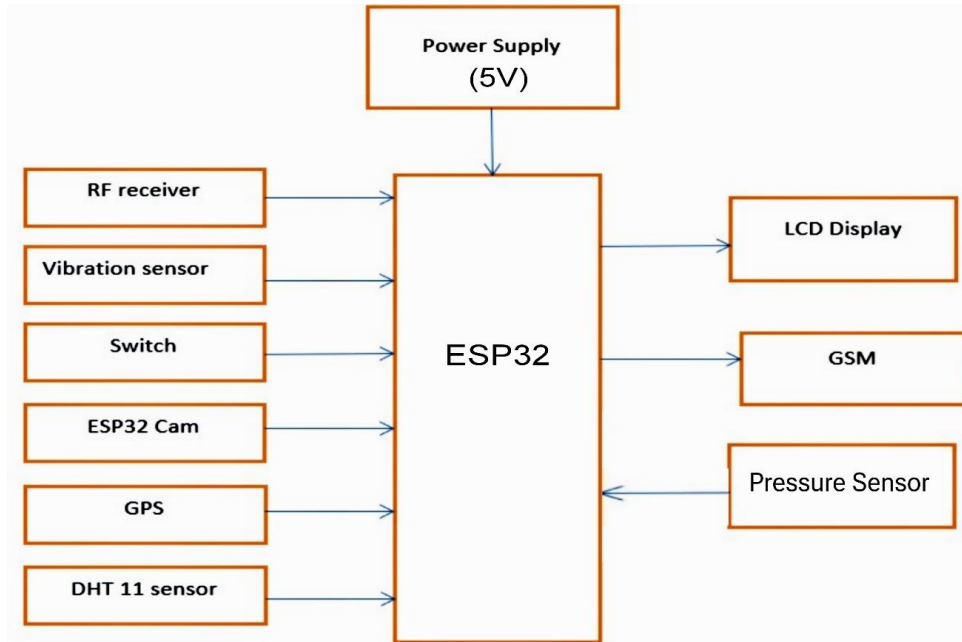 Power Supply
(5V)
RF receiver
Vibration sensor
Switch
ESP32 Cam
GPS
DHT 11 sensor
ESP32
LCD Display
GSM
Pressure Sensor